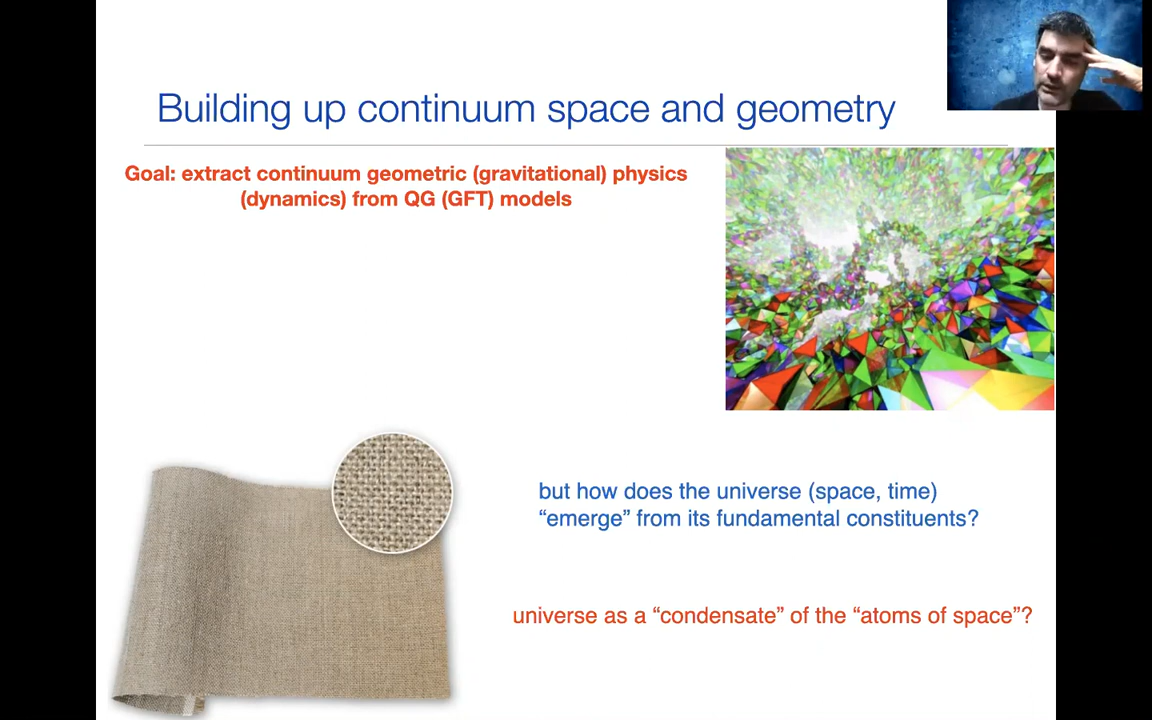 Building up continuum space and geometry
Goal: extract continuum geometric (gravitational) physics
(dynamics) from QG (GFT) models
but how does the universe (space, time)
“emerge” from its fundamental constituents?
universe as a “condensate” of the “atoms of space”?